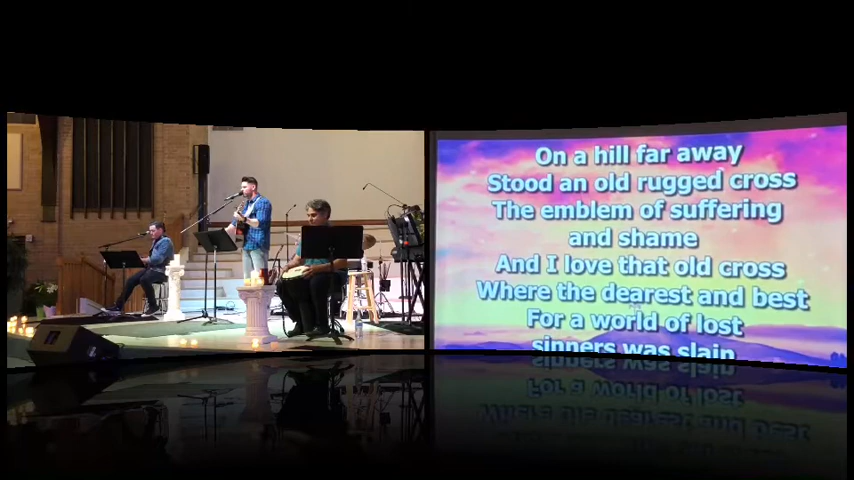 On a hill far away
Stood an old rugged cross
The emblem of suffering
and shame
And I love that old cross
Where the dearest and best
For a world of lost
sinners was slain